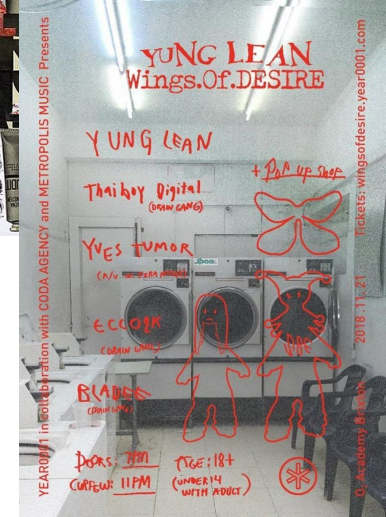 YUNG LEAN
Wings.Of.DESIRE
YUNG LEAN
+ POP UP SHOP
Thaiboy Digital
(DRAIN GANG)
YVES TUMOR
ECCO2K
(DRAIN GANG)
BLADEE
(DRAIN GANG)
DOORS: 7PM
CURFEW: 11PM
AGE: 18+
(UNDER 14
WITH ADULT)
YEAR0001 in collaboration with CODA AGENCY and METROPOLIS MUSIC Presents
O2 Academy Brixton
2018.11.21
Tickets: wingsofdesire.year0001.com